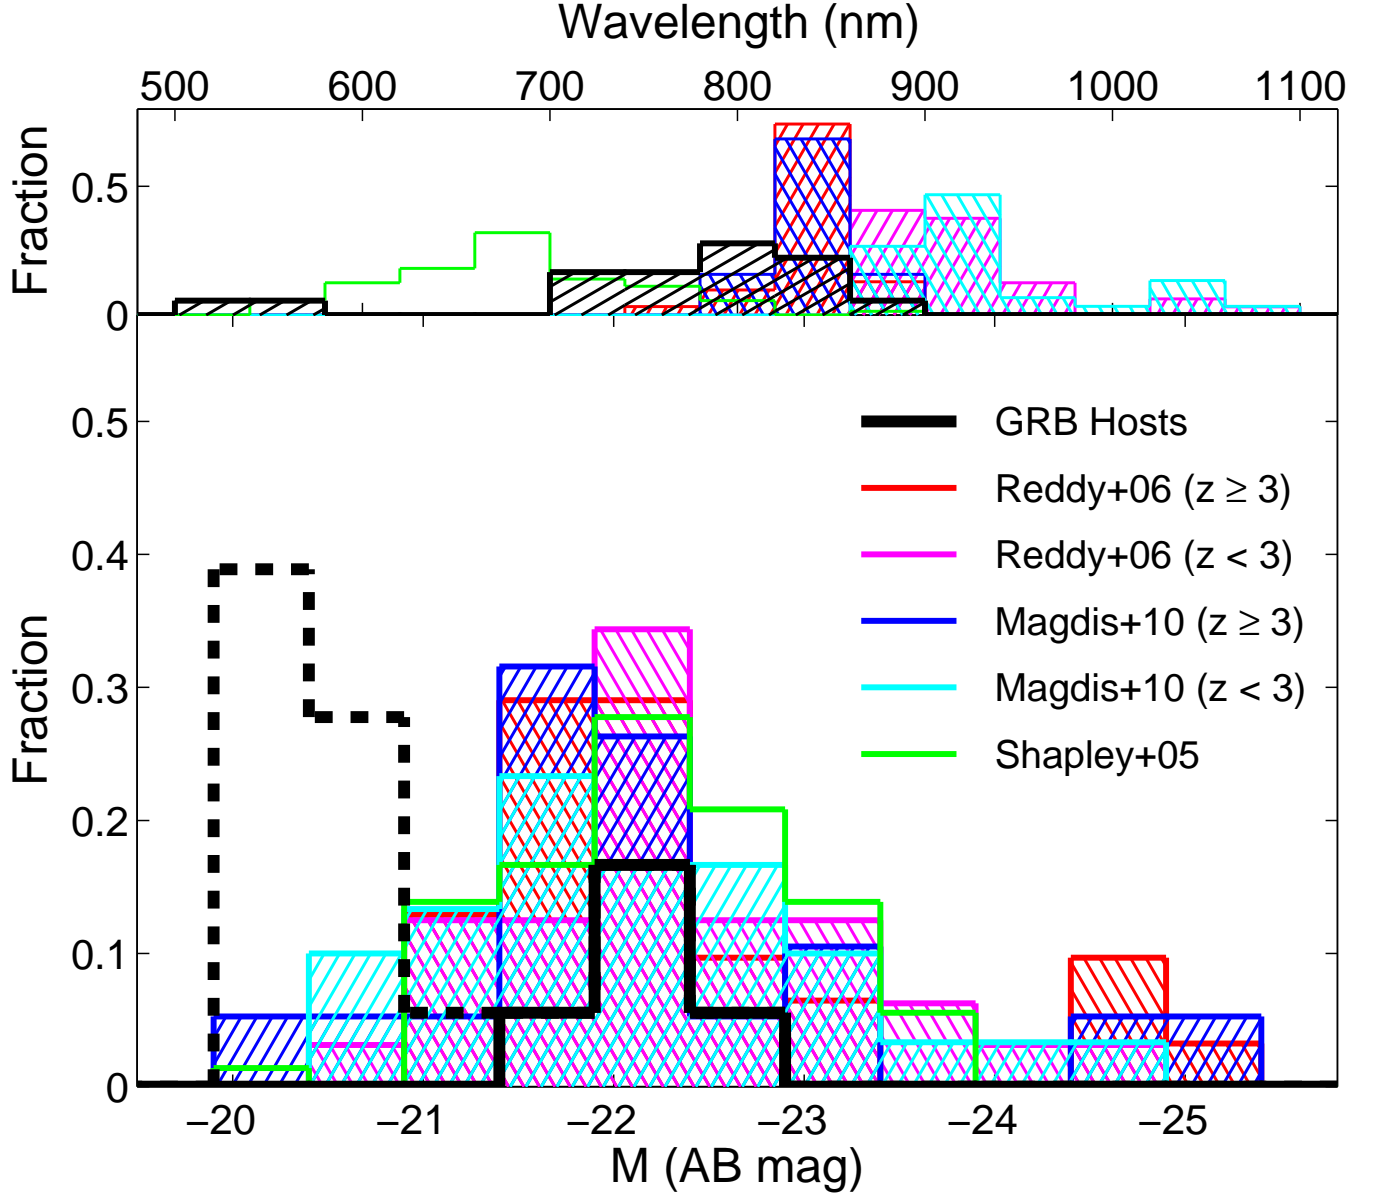 Wavelength (nm)
500 600 700 800 900 1000 1100
Fraction
0.5
0
0.5
0.4
0.3
0.2
0.1
0
Fraction
GRB Hosts
Reddy+06 (z ≥ 3)
Reddy+06 (z < 3)
Magdis+10 (z ≥ 3)
Magdis+10 (z < 3)
Shapley+05
−20 −21 −22 −23 −24 −25
M (AB mag)